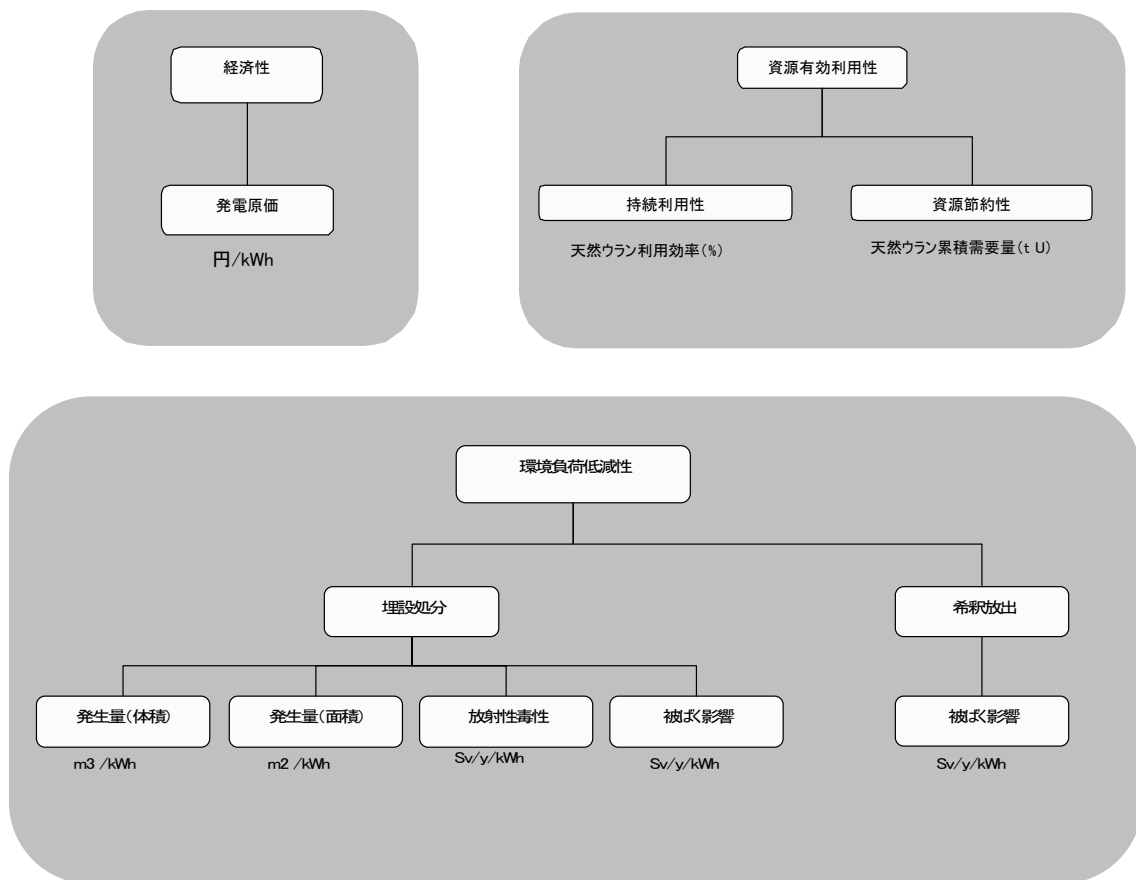 経済性
発電原価
円/kWh
資源有効利用性
持続利用性
資源節約性
天然ウラン利用効率(%)
天然ウラン累積需要量(t U)
環境負荷低減性
埋設処分
希釈放出
発生量(体積)
発生量(面積)
放射性毒性
被ばく影響
被ばく影響
m3 /kWh
m2 /kWh
Sv/y/kWh
Sv/y/kWh
Sv/y/kWh